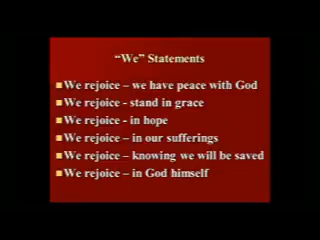 “We” Statements
We rejoice – we have peace with God
We rejoice - stand in grace
We rejoice - in hope
We rejoice – in our sufferings
We rejoice – knowing we will be saved
We rejoice – in God himself